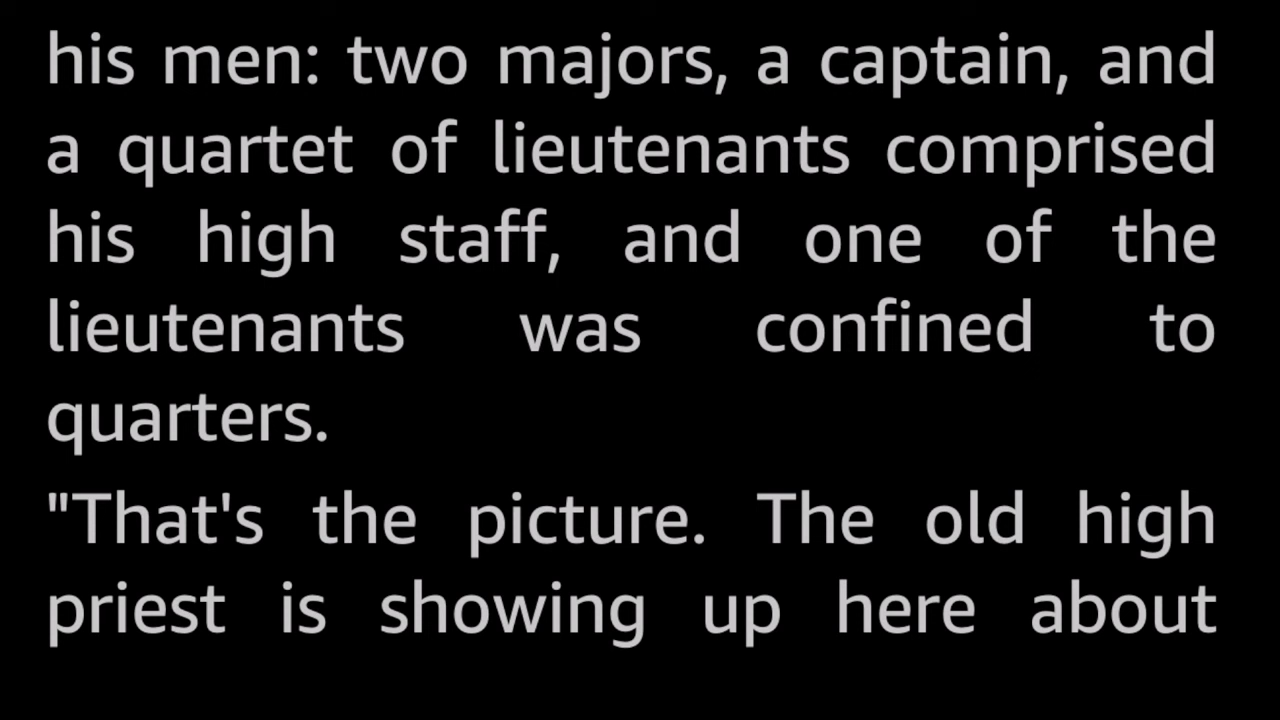 his men: two majors, a captain, and
a quartet of lieutenants comprised
his high staff, and one of the
lieutenants was confined to
quarters.
"That's the picture. The old high
priest is showing up here about